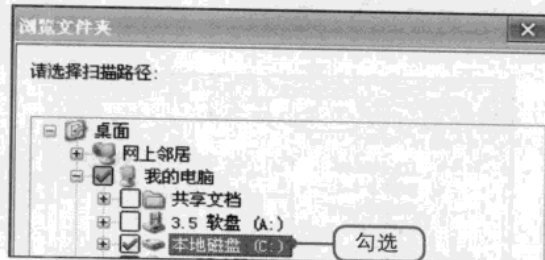 浏览文件夹
请选择扫描路径:
桌面
网上邻居
我的电脑
共享文档
3.5 软盘 (A:)
本地磁盘 (C:)
勾选